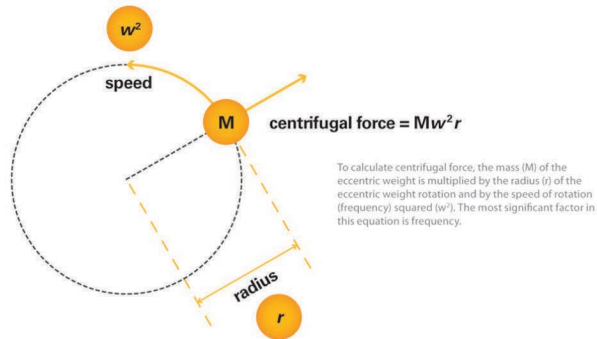 w²
speed
M
centrifugal force = Mw²r
To calculate centrifugal force, the mass (M) of the
eccentric weight is multiplied by the radius (r) of the
eccentric weight rotation and by the speed of rotation
(frequency) squared (w²). The most significant factor in
this equation is frequency.
radius
r